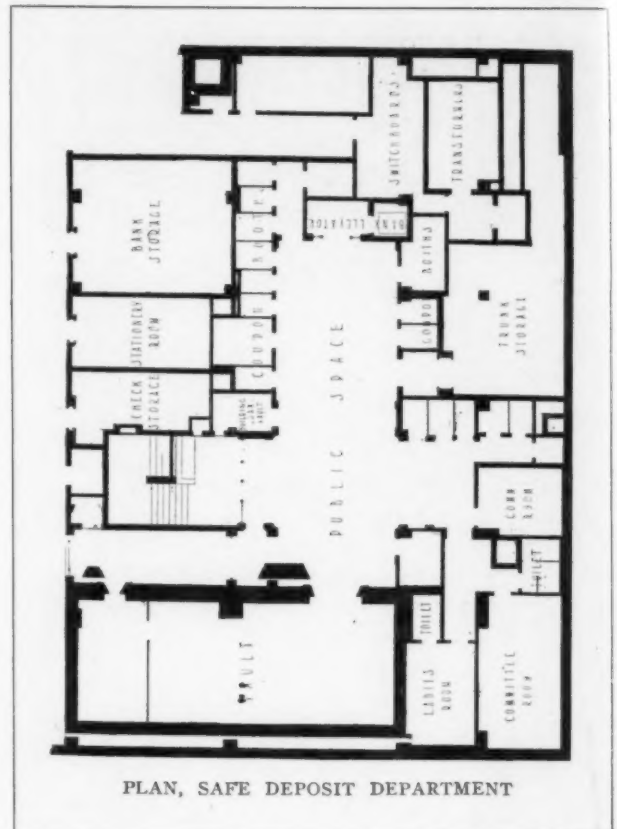 SWITCHBOARDS
TRANSFORMERS
BANK
STORAGE
COUPON BOOTHS
BANK ELEVATOR
STATIONERY
ROOM
CHECK
STORAGE
PUBLIC SPACE
COUPON
BOOTHS
TRUNK
STORAGE
VAULT
COMM
ROOM
TOILET
TOILET
LADIES
ROOM
COMMITTEE
ROOM
PLAN, SAFE DEPOSIT DEPARTMENT